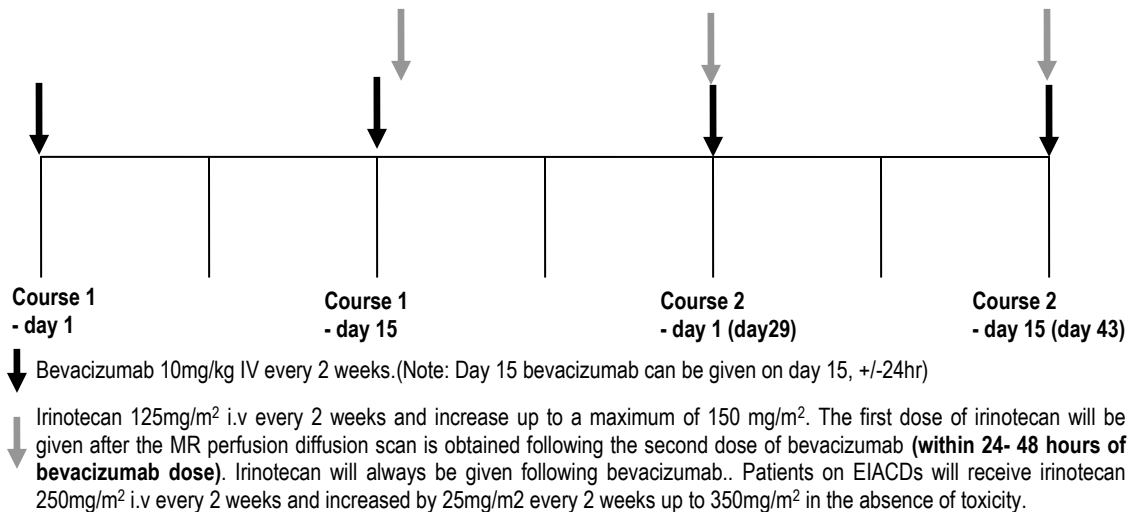 Course 1
- day 1
Course 1
- day 15
Course 2
- day 1 (day29)
Course 2
- day 15 (day 43)
Bevacizumab 10mg/kg IV every 2 weeks.(Note: Day 15 bevacizumab can be given on day 15, +/-24hr)
Irinotecan 125mg/m² i.v every 2 weeks and increase up to a maximum of 150 mg/m². The first dose of irinotecan will be
given after the MR perfusion diffusion scan is obtained following the second dose of bevacizumab (within 24- 48 hours of
bevacizumab dose). Irinotecan will always be given following bevacizumab.. Patients on EIACDs will receive irinotecan
250mg/m² i.v every 2 weeks and increased by 25mg/m2 every 2 weeks up to 350mg/m² in the absence of toxicity.